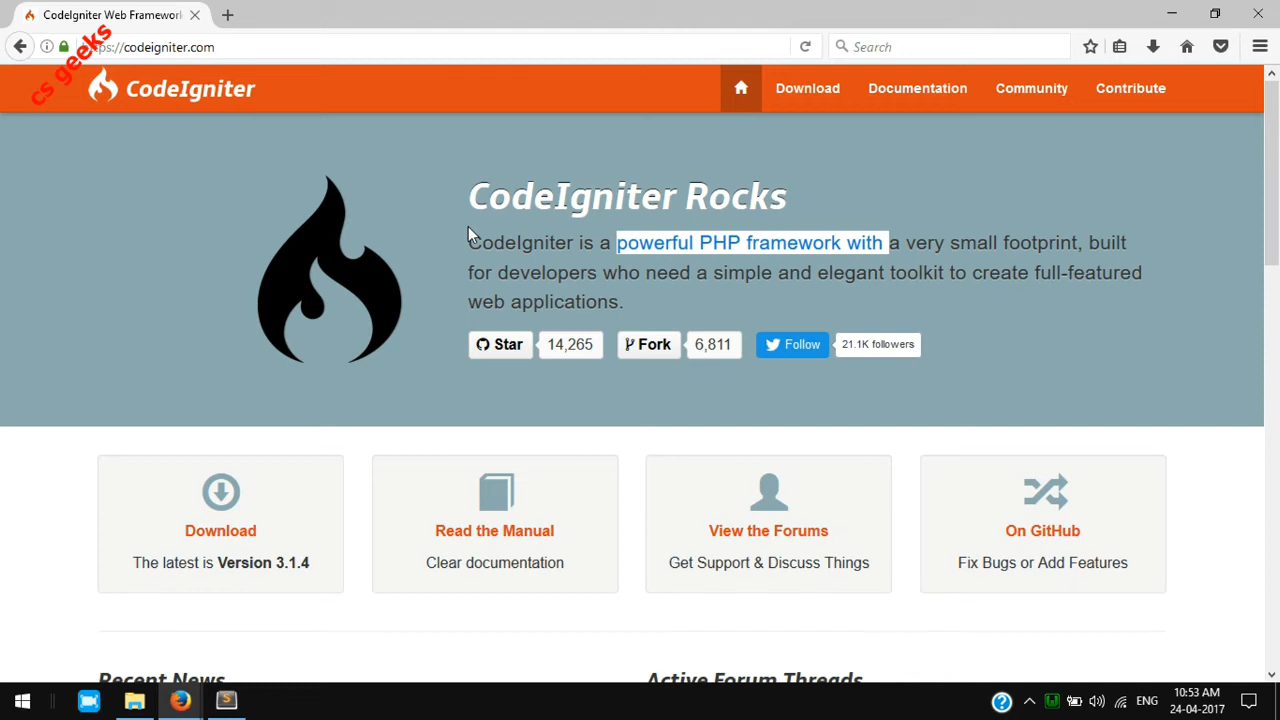 CodeIgniter Web Framework
https://codeigniter.com
Search
cs geeks
CodeIgniter
Download
Documentation
Community
Contribute
CodeIgniter Rocks
CodeIgniter is a powerful PHP framework with a very small footprint, built
for developers who need a simple and elegant toolkit to create full-featured
web applications.
Star 14,265 Fork 6,811 Follow 21.1K followers
Download
The latest is Version 3.1.4
Read the Manual
Clear documentation
View the Forums
Get Support & Discuss Things
On GitHub
Fix Bugs or Add Features
Recent News
Active Forum Threads
ENG
10:53 AM
24-04-2017